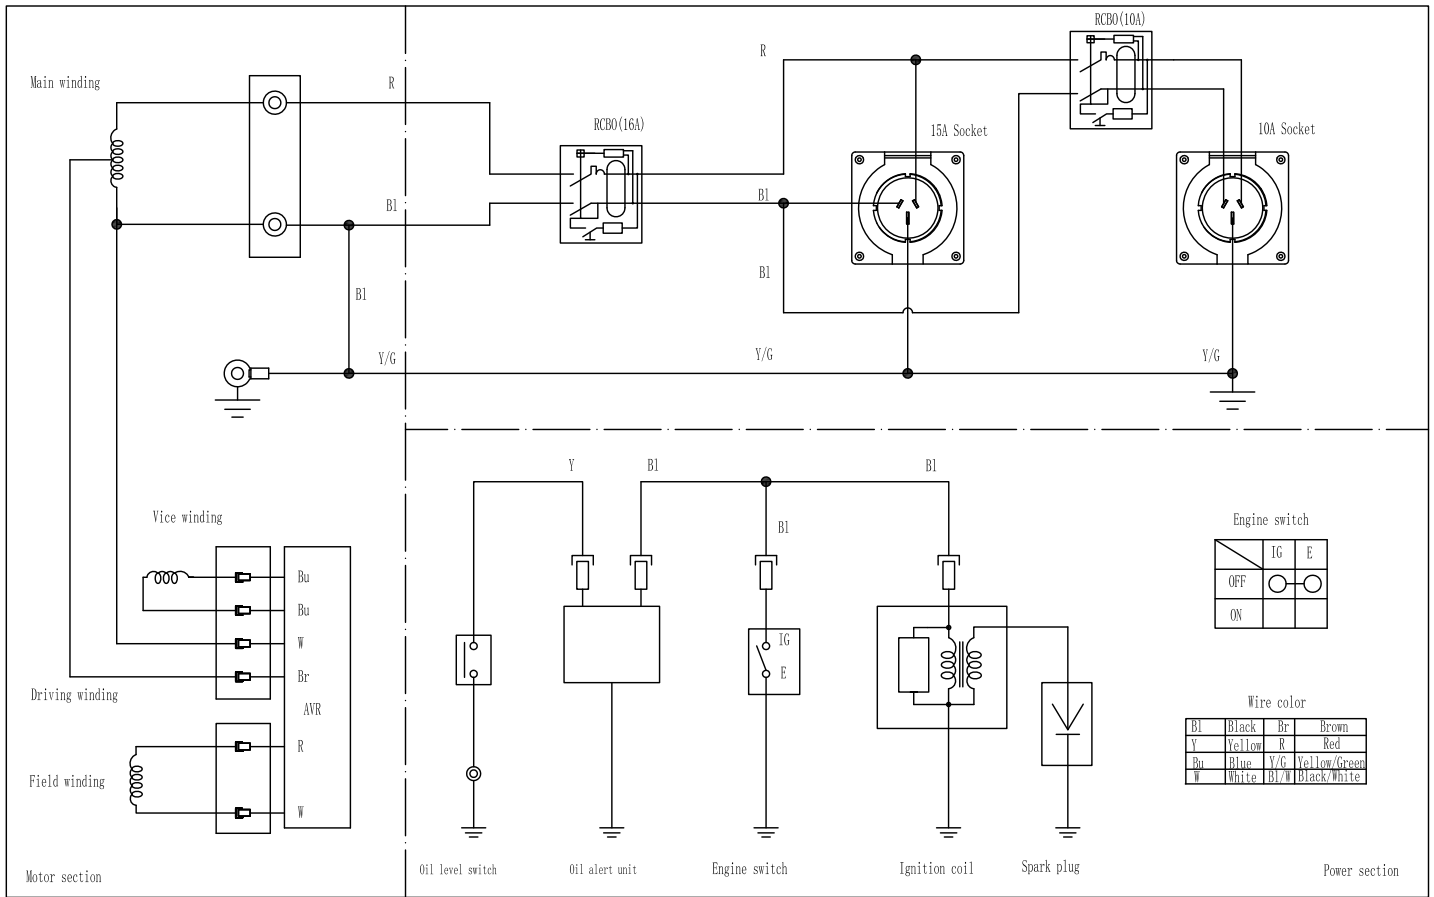 RCBO(10A)
R
Main winding
R
RCBO(16A)
15A Socket
10A Socket
Bl
Bl
Bl
Bl
Y/G
Y/G
Y/G
Y
Bl
Bl
Vice winding
Bl
Engine switch
IG E
OFF
ON
Bu
Bu
W
Br
IG
E
Driving winding
AVR
R
Field winding
W
Wire color
Bl Black Br Brown
Y Yellow R Red
Bu Blue Y/G Yellow/Green
W White Bl/W Black/White
Motor section
Oil level switch
Oil alert unit
Engine switch
Ignition coil
Spark plug
Power section